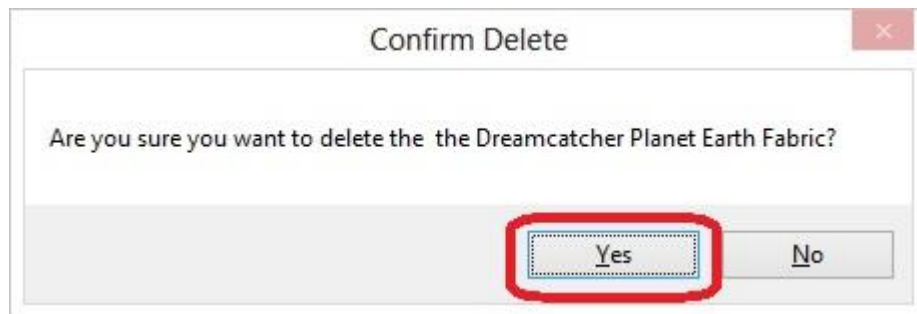 Confirm Delete
Are you sure you want to delete the  the Dreamcatcher Planet Earth Fabric?
Yes
No